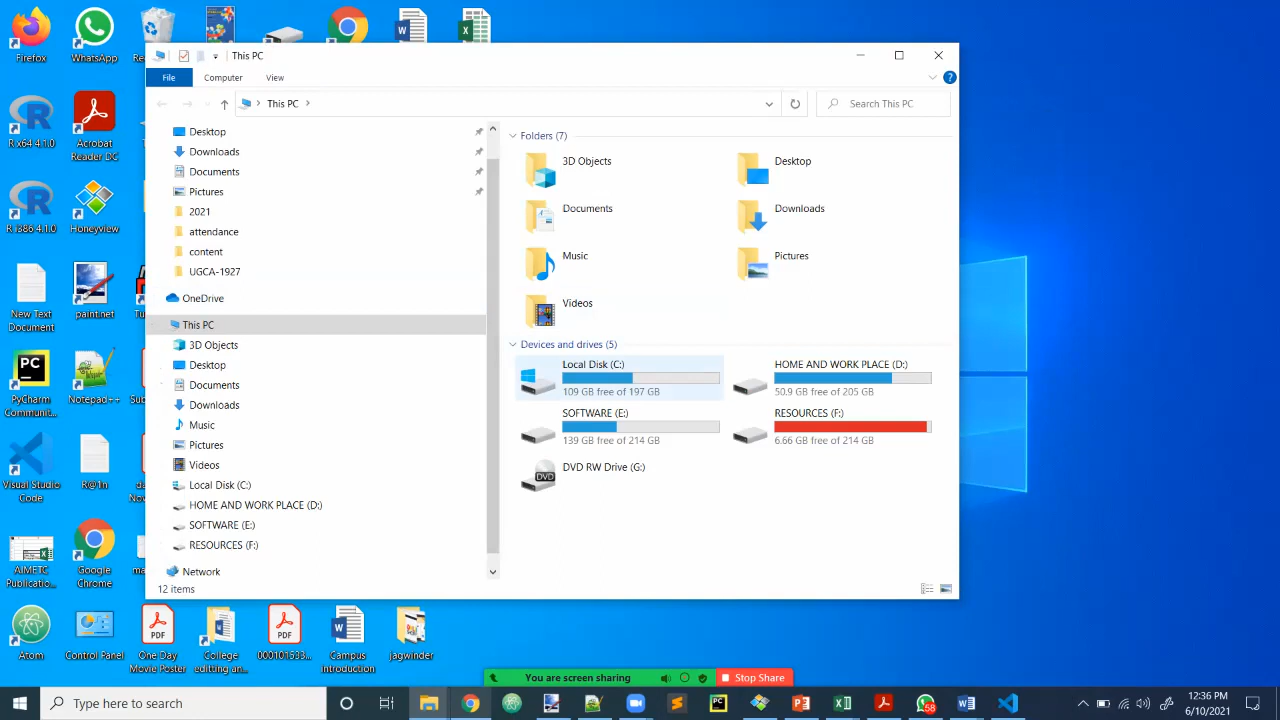 Firefox
WhatsApp
This PC
File
Computer
View
This PC
Search This PC
R x64 4.1.0
Acrobat
Reader DC
R i386 4.1.0
Honeyview
New Text
Document
paint.net
PyCharm
Communit...
Notepad++
Visual Studio
Code
R@1h
AIMETC
Publicatio...
Google
Chrome
Desktop
Downloads
Documents
Pictures
2021
attendance
content
UGCA-1927
OneDrive
This PC
3D Objects
Desktop
Documents
Downloads
Music
Pictures
Videos
Local Disk (C:)
HOME AND WORK PLACE (D:)
SOFTWARE (E:)
RESOURCES (F:)
Network
12 items
Folders (7)
3D Objects
Desktop
Documents
Downloads
Music
Pictures
Videos
Devices and drives (5)
Local Disk (C:)
109 GB free of 197 GB
HOME AND WORK PLACE (D:)
50.9 GB free of 205 GB
SOFTWARE (E:)
139 GB free of 214 GB
RESOURCES (F:)
6.66 GB free of 214 GB
DVD
DVD RW Drive (G:)
Atom
Control Panel
PDF
One Day
Movie Poster
College
editing an...
PDF
Campus
introduction
jagwinder
You are screen sharing
Stop Share
Type here to search
58
12:36 PM
6/10/2021